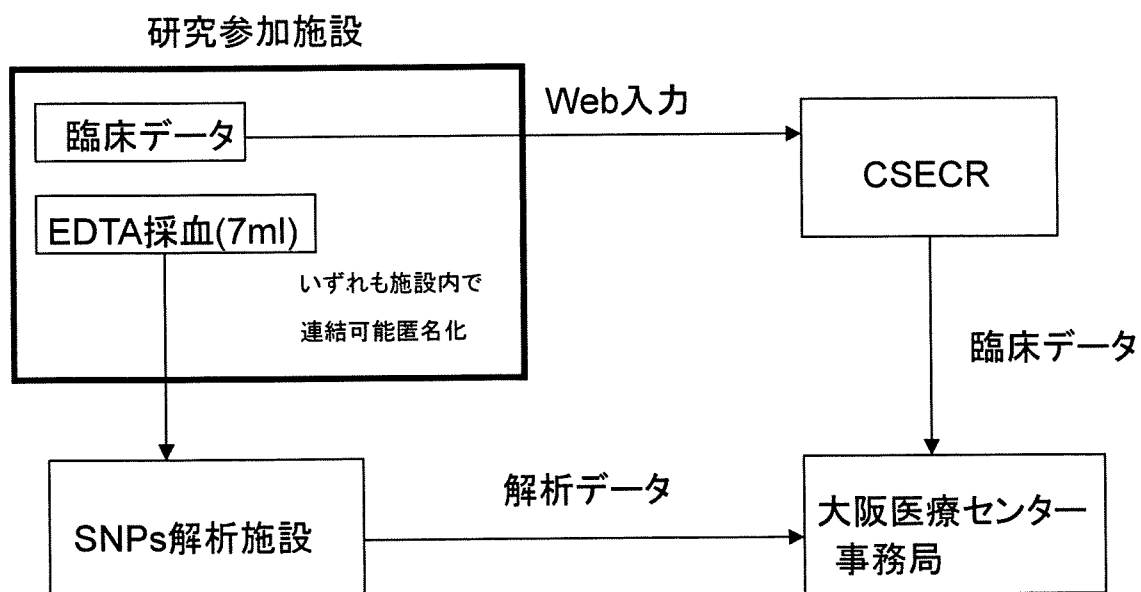 研究参加施設
臨床データ
Web入力
CSECR
EDTA採血(7ml)
いずれも施設内で
連結可能匿名化
臨床データ
SNPs解析施設
解析データ
大阪医療センター
事務局